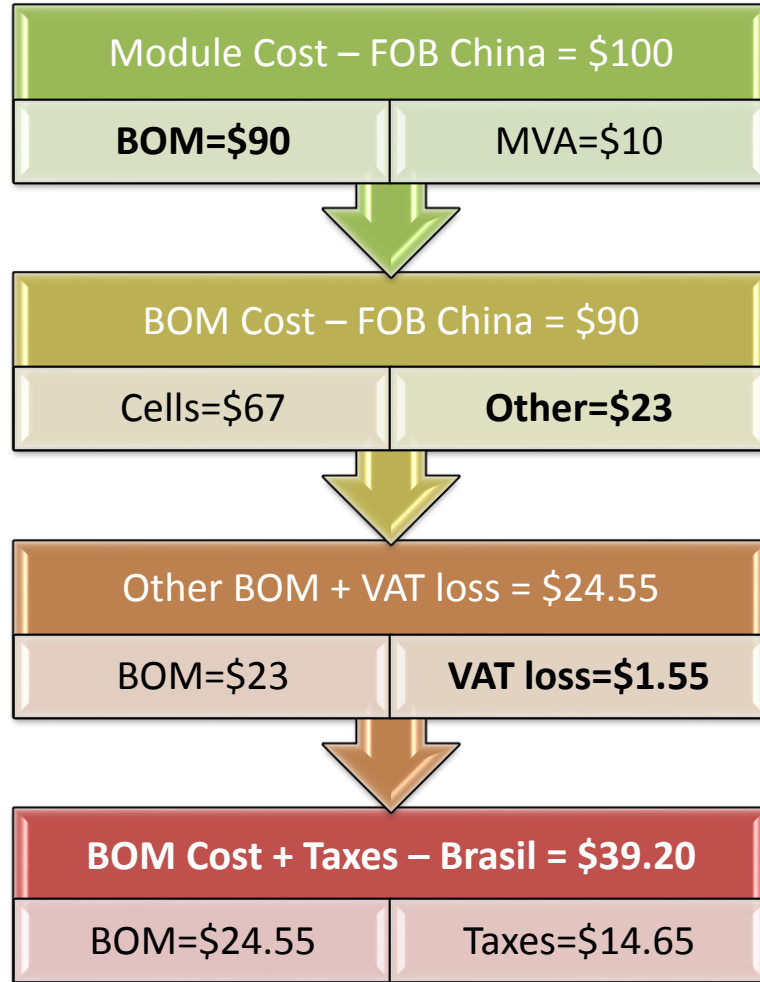 Module Cost – FOB China = $100
BOM=$90
MVA=$10
BOM Cost – FOB China = $90
Cells=$67
Other=$23
Other BOM + VAT loss = $24.55
BOM=$23
VAT loss=$1.55
BOM Cost + Taxes – Brasil = $39.20
BOM=$24.55
Taxes=$14.65